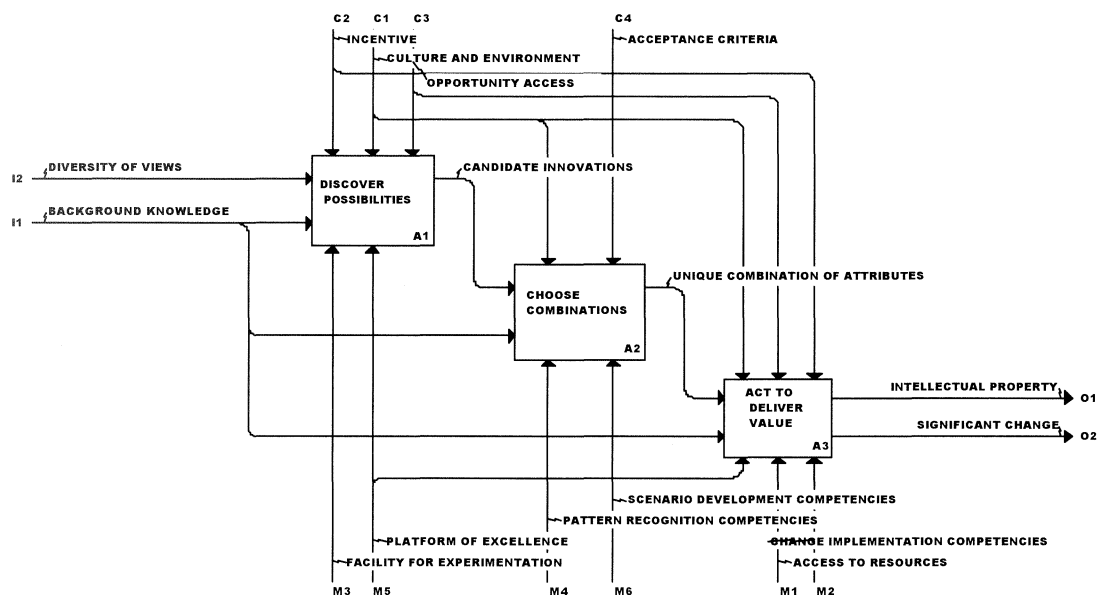 C2 C1 C3 C4
INCENTIVE
ACCEPTANCE CRITERIA
CULTURE AND ENVIRONMENT
OPPORTUNITY ACCESS
DIVERSITY OF VIEWS
I2
CANDIDATE INNOVATIONS
DISCOVER
POSSIBILITIES
A1
BACKGROUND KNOWLEDGE
I1
UNIQUE COMBINATION OF ATTRIBUTES
CHOOSE
COMBINATIONS
A2
ACT TO
DELIVER
VALUE
A3
INTELLECTUAL PROPERTY
O1
SIGNIFICANT CHANGE
O2
SCENARIO DEVELOPMENT COMPETENCIES
PATTERN RECOGNITION COMPETENCIES
PLATFORM OF EXCELLENCE
CHANGE IMPLEMENTATION COMPETENCIES
FACILITY FOR EXPERIMENTATION
ACCESS TO RESOURCES
M3 M5 M4 M6 M1 M2